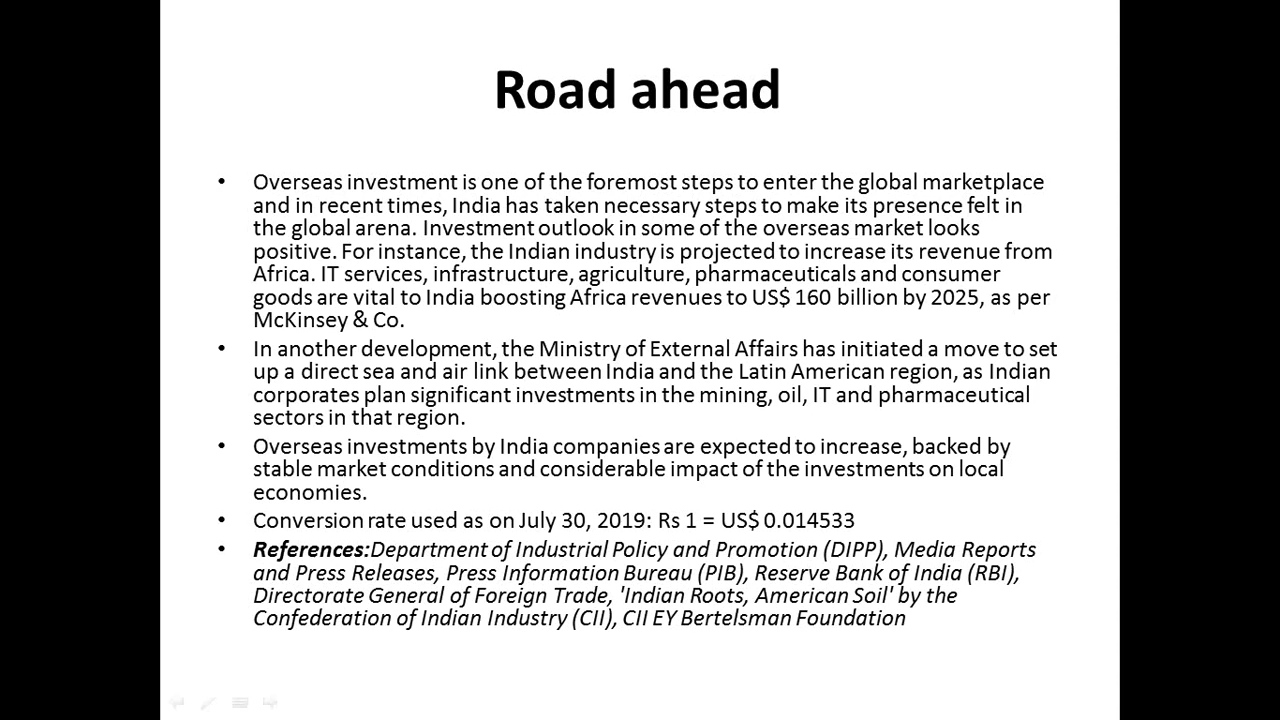 Road ahead
• Overseas investment is one of the foremost steps to enter the global marketplace
and in recent times, India has taken necessary steps to make its presence felt in
the global arena. Investment outlook in some of the overseas market looks
positive. For instance, the Indian industry is projected to increase its revenue from
Africa. IT services, infrastructure, agriculture, pharmaceuticals and consumer
goods are vital to India boosting Africa revenues to US$ 160 billion by 2025, as per
McKinsey & Co.
• In another development, the Ministry of External Affairs has initiated a move to set
up a direct sea and air link between India and the Latin American region, as Indian
corporates plan significant investments in the mining, oil, IT and pharmaceutical
sectors in that region.
• Overseas investments by India companies are expected to increase, backed by
stable market conditions and considerable impact of the investments on local
economies.
• Conversion rate used as on July 30, 2019: Rs 1 = US$ 0.014533
• References:Department of Industrial Policy and Promotion (DIPP), Media Reports
and Press Releases, Press Information Bureau (PIB), Reserve Bank of India (RBI),
Directorate General of Foreign Trade, 'Indian Roots, American Soil' by the
Confederation of Indian Industry (CII), CII EY Bertelsman Foundation